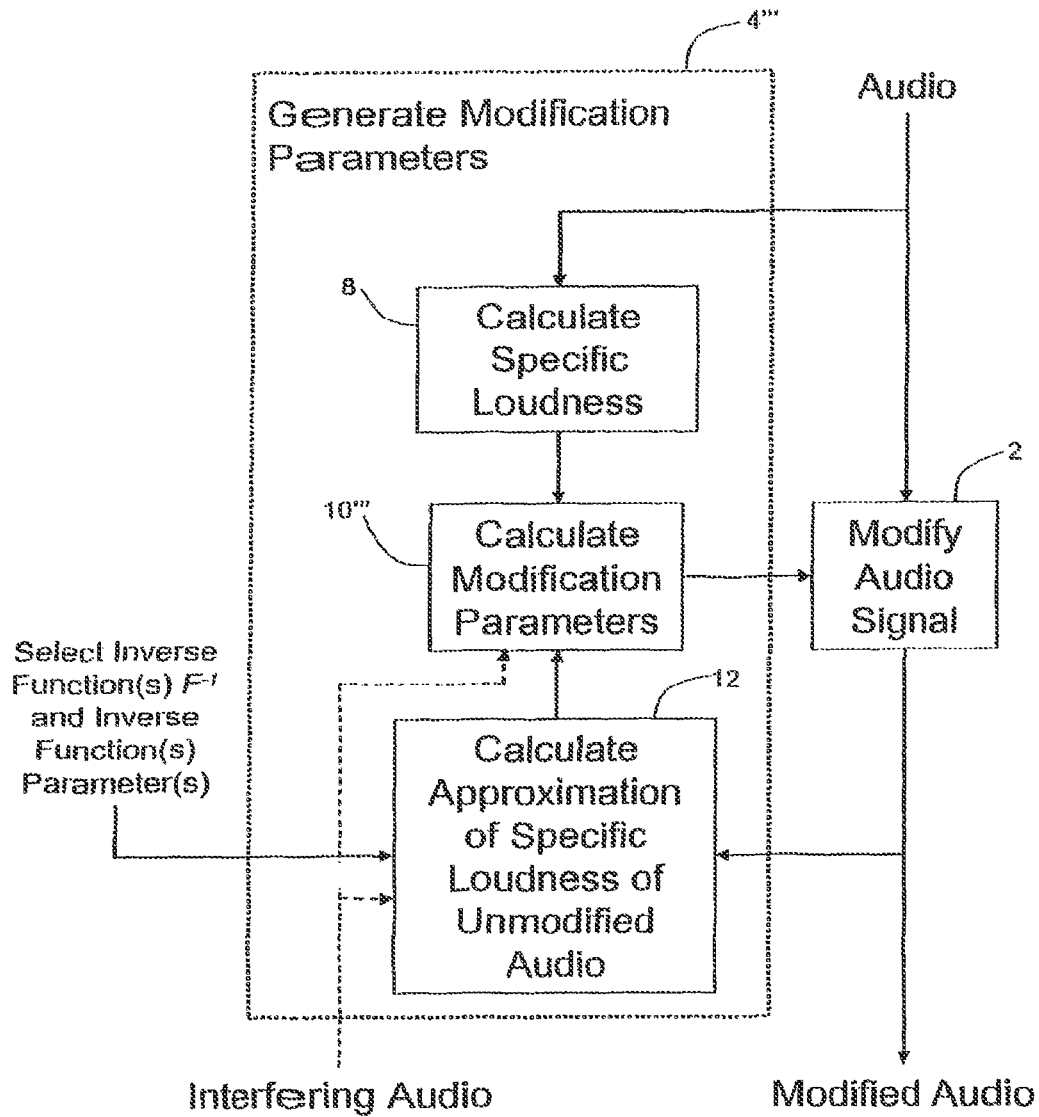 4'''
Audio
Generate Modification
Parameters
8
Calculate
Specific
Loudness
2
10'''
Calculate
Modification
Parameters
Modify
Audio
Signal
Select Inverse
Function(s) F-1
and Inverse
Function(s)
Parameter(s)
12
Calculate
Approximation
of Specific
Loudness of
Unmodified
Audio
Interfering Audio
Modified Audio